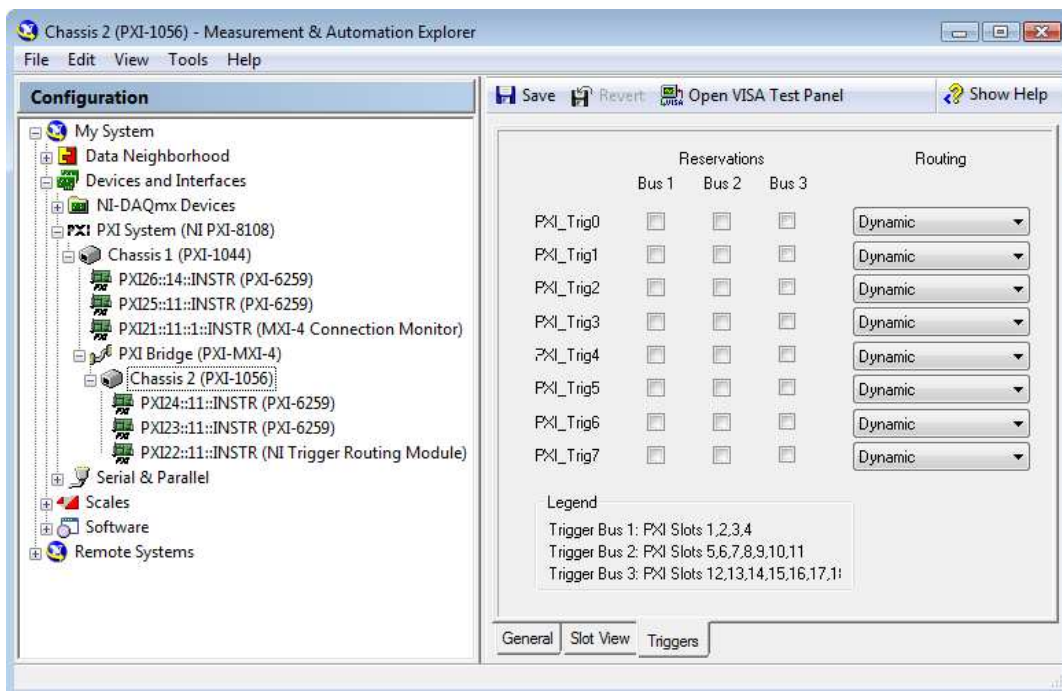 Chassis 2 (PXI-1056) - Measurement & Automation Explorer
File Edit View Tools Help
Configuration
My System
Data Neighborhood
Devices and Interfaces
NI-DAQmx Devices
PXI PXI System (NI PXI-8108)
Chassis 1 (PXI-1044)
PXI26::14::INSTR (PXI-6259)
PXI25::11::INSTR (PXI-6259)
PXI21::11::1::INSTR (MXI-4 Connection Monitor)
PXI Bridge (PXI-MXI-4)
Chassis 2 (PXI-1056)
PXI24::11::INSTR (PXI-6259)
PXI23::11::INSTR (PXI-6259)
PXI22::11::INSTR (NI Trigger Routing Module)
Serial & Parallel
Scales
Software
Remote Systems
Save Revert Open VISA Test Panel Show Help
Reservations Routing
Bus 1 Bus 2 Bus 3
PXI_Trig0 Dynamic
PXI_Trig1 Dynamic
PXI_Trig2 Dynamic
PXI_Trig3 Dynamic
PXI_Trig4 Dynamic
PXI_Trig5 Dynamic
PXI_Trig6 Dynamic
PXI_Trig7 Dynamic
Legend
Trigger Bus 1: PXI Slots 1,2,3,4
Trigger Bus 2: PXI Slots 5,6,7,8,9,10,11
Trigger Bus 3: PXI Slots 12,13,14,15,16,17,
General Slot View Triggers